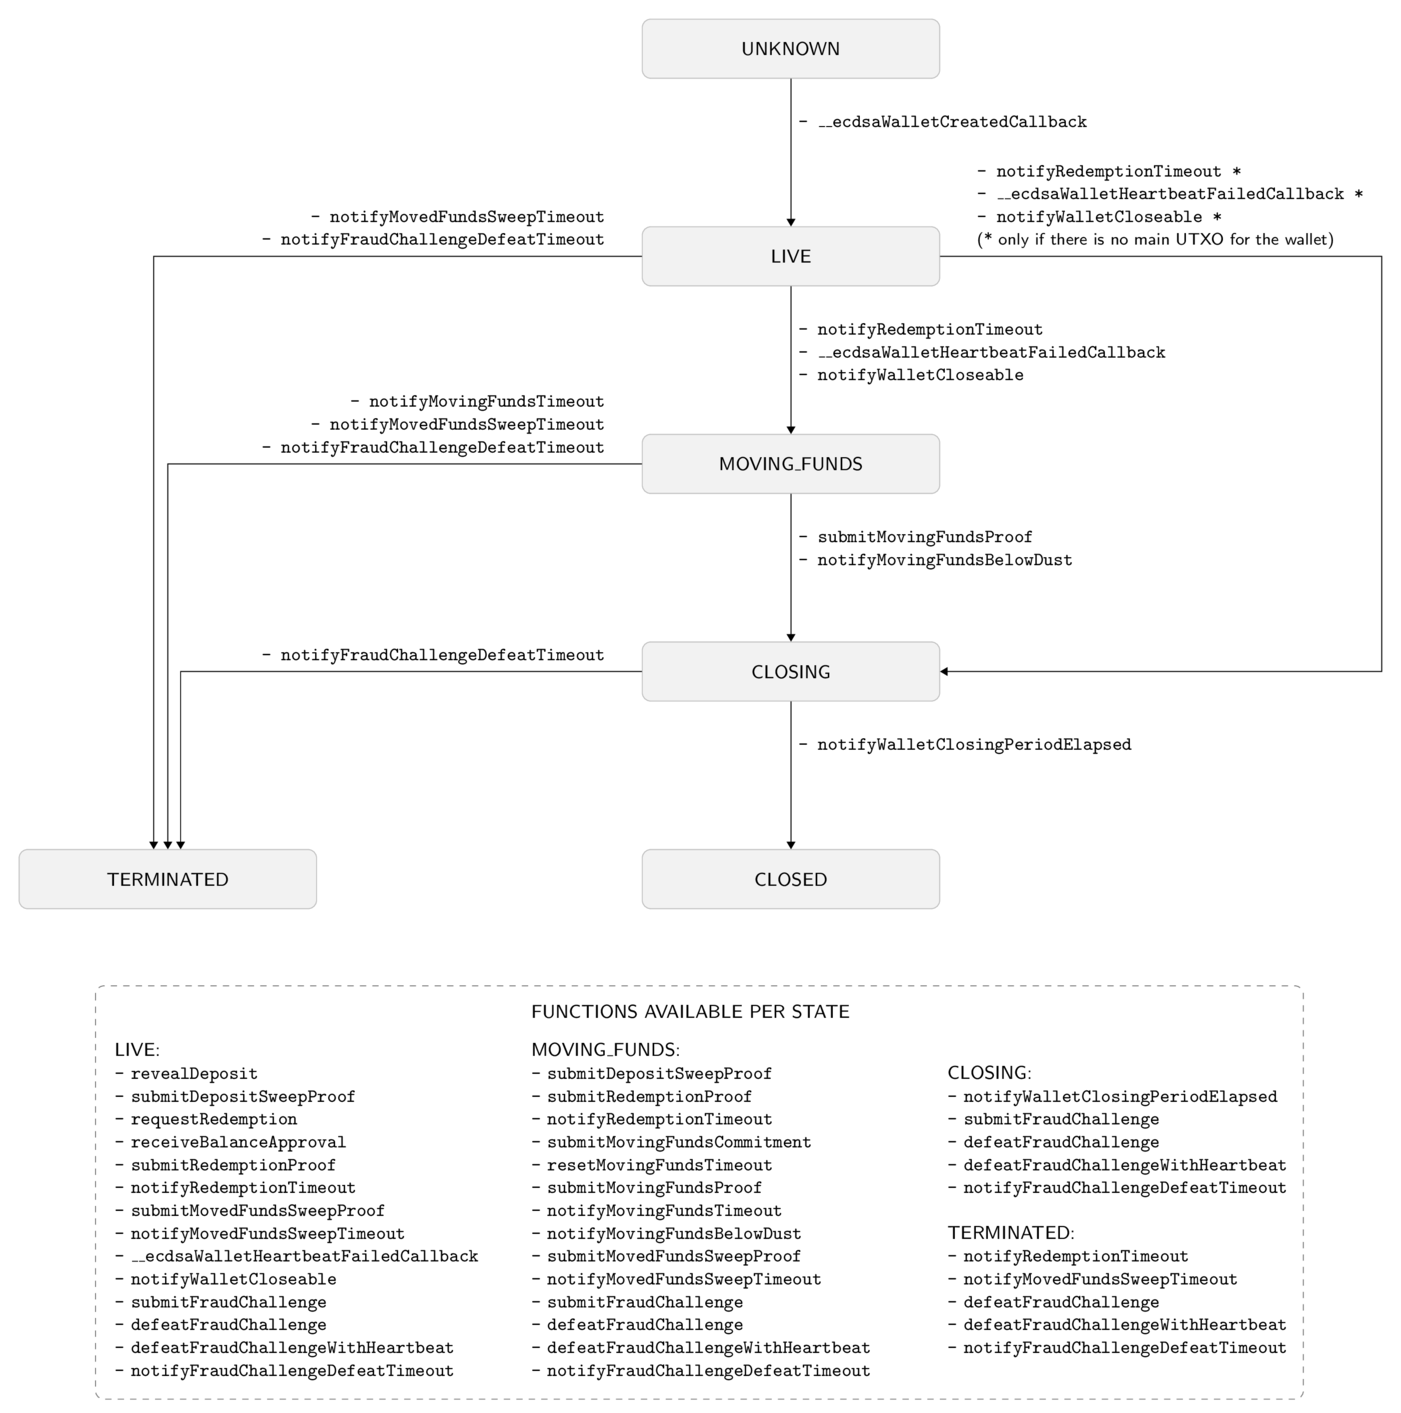 UNKNOWN
- __ecdsaWalletCreatedCallback
- notifyRedemptionTimeout *
- __ecdsaWalletHeartbeatFailedCallback *
- notifyWalletCloseable *
(* only if there is no main UTXO for the wallet)
- notifyMovedFundsSweepTimeout
- notifyFraudChallengeDefeatTimeout
LIVE
- notifyRedemptionTimeout
- __ecdsaWalletHeartbeatFailedCallback
- notifyWalletCloseable
- notifyMovingFundsTimeout
- notifyMovedFundsSweepTimeout
- notifyFraudChallengeDefeatTimeout
MOVING_FUNDS
- submitMovingFundsProof
- notifyMovingFundsBelowDust
- notifyFraudChallengeDefeatTimeout
CLOSING
- notifyWalletClosingPeriodElapsed
TERMINATED
CLOSED
FUNCTIONS AVAILABLE PER STATE
LIVE:
- revealDeposit
- submitDepositSweepProof
- requestRedemption
- receiveBalanceApproval
- submitRedemptionProof
- notifyRedemptionTimeout
- submitMovedFundsSweepProof
- notifyMovedFundsSweepTimeout
- __ecdsaWalletHeartbeatFailedCallback
- notifyWalletCloseable
- submitFraudChallenge
- defeatFraudChallenge
- defeatFraudChallengeWithHeartbeat
- notifyFraudChallengeDefeatTimeout
MOVING_FUNDS:
- submitDepositSweepProof
- submitRedemptionProof
- notifyRedemptionTimeout
- submitMovingFundsCommitment
- resetMovingFundsTimeout
- submitMovingFundsProof
- notifyMovingFundsTimeout
- notifyMovingFundsBelowDust
- submitMovedFundsSweepProof
- notifyMovedFundsSweepTimeout
- submitFraudChallenge
- defeatFraudChallenge
- defeatFraudChallengeWithHeartbeat
- notifyFraudChallengeDefeatTimeout
CLOSING:
- notifyWalletClosingPeriodElapsed
- submitFraudChallenge
- defeatFraudChallenge
- defeatFraudChallengeWithHeartbeat
- notifyFraudChallengeDefeatTimeout
TERMINATED:
- notifyRedemptionTimeout
- notifyMovedFundsSweepTimeout
- defeatFraudChallenge
- defeatFraudChallengeWithHeartbeat
- notifyFraudChallengeDefeatTimeout